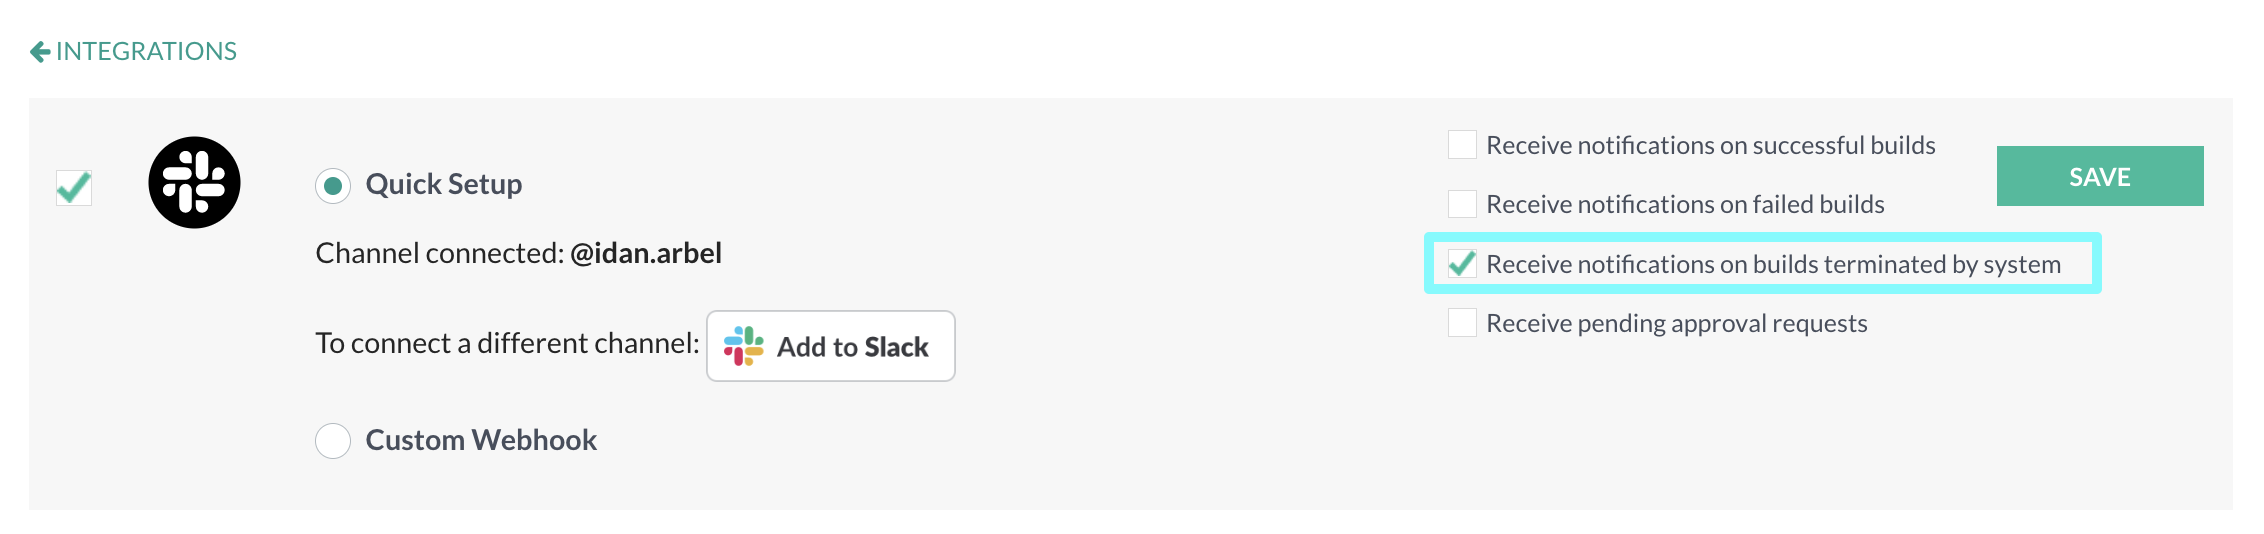 INTEGRATIONS
Quick Setup
Channel connected: @idan.arbel
To connect a different channel: Add to Slack
Custom Webhook
Receive notifications on successful builds
Receive notifications on failed builds
Receive notifications on builds terminated by system
Receive pending approval requests
SAVE